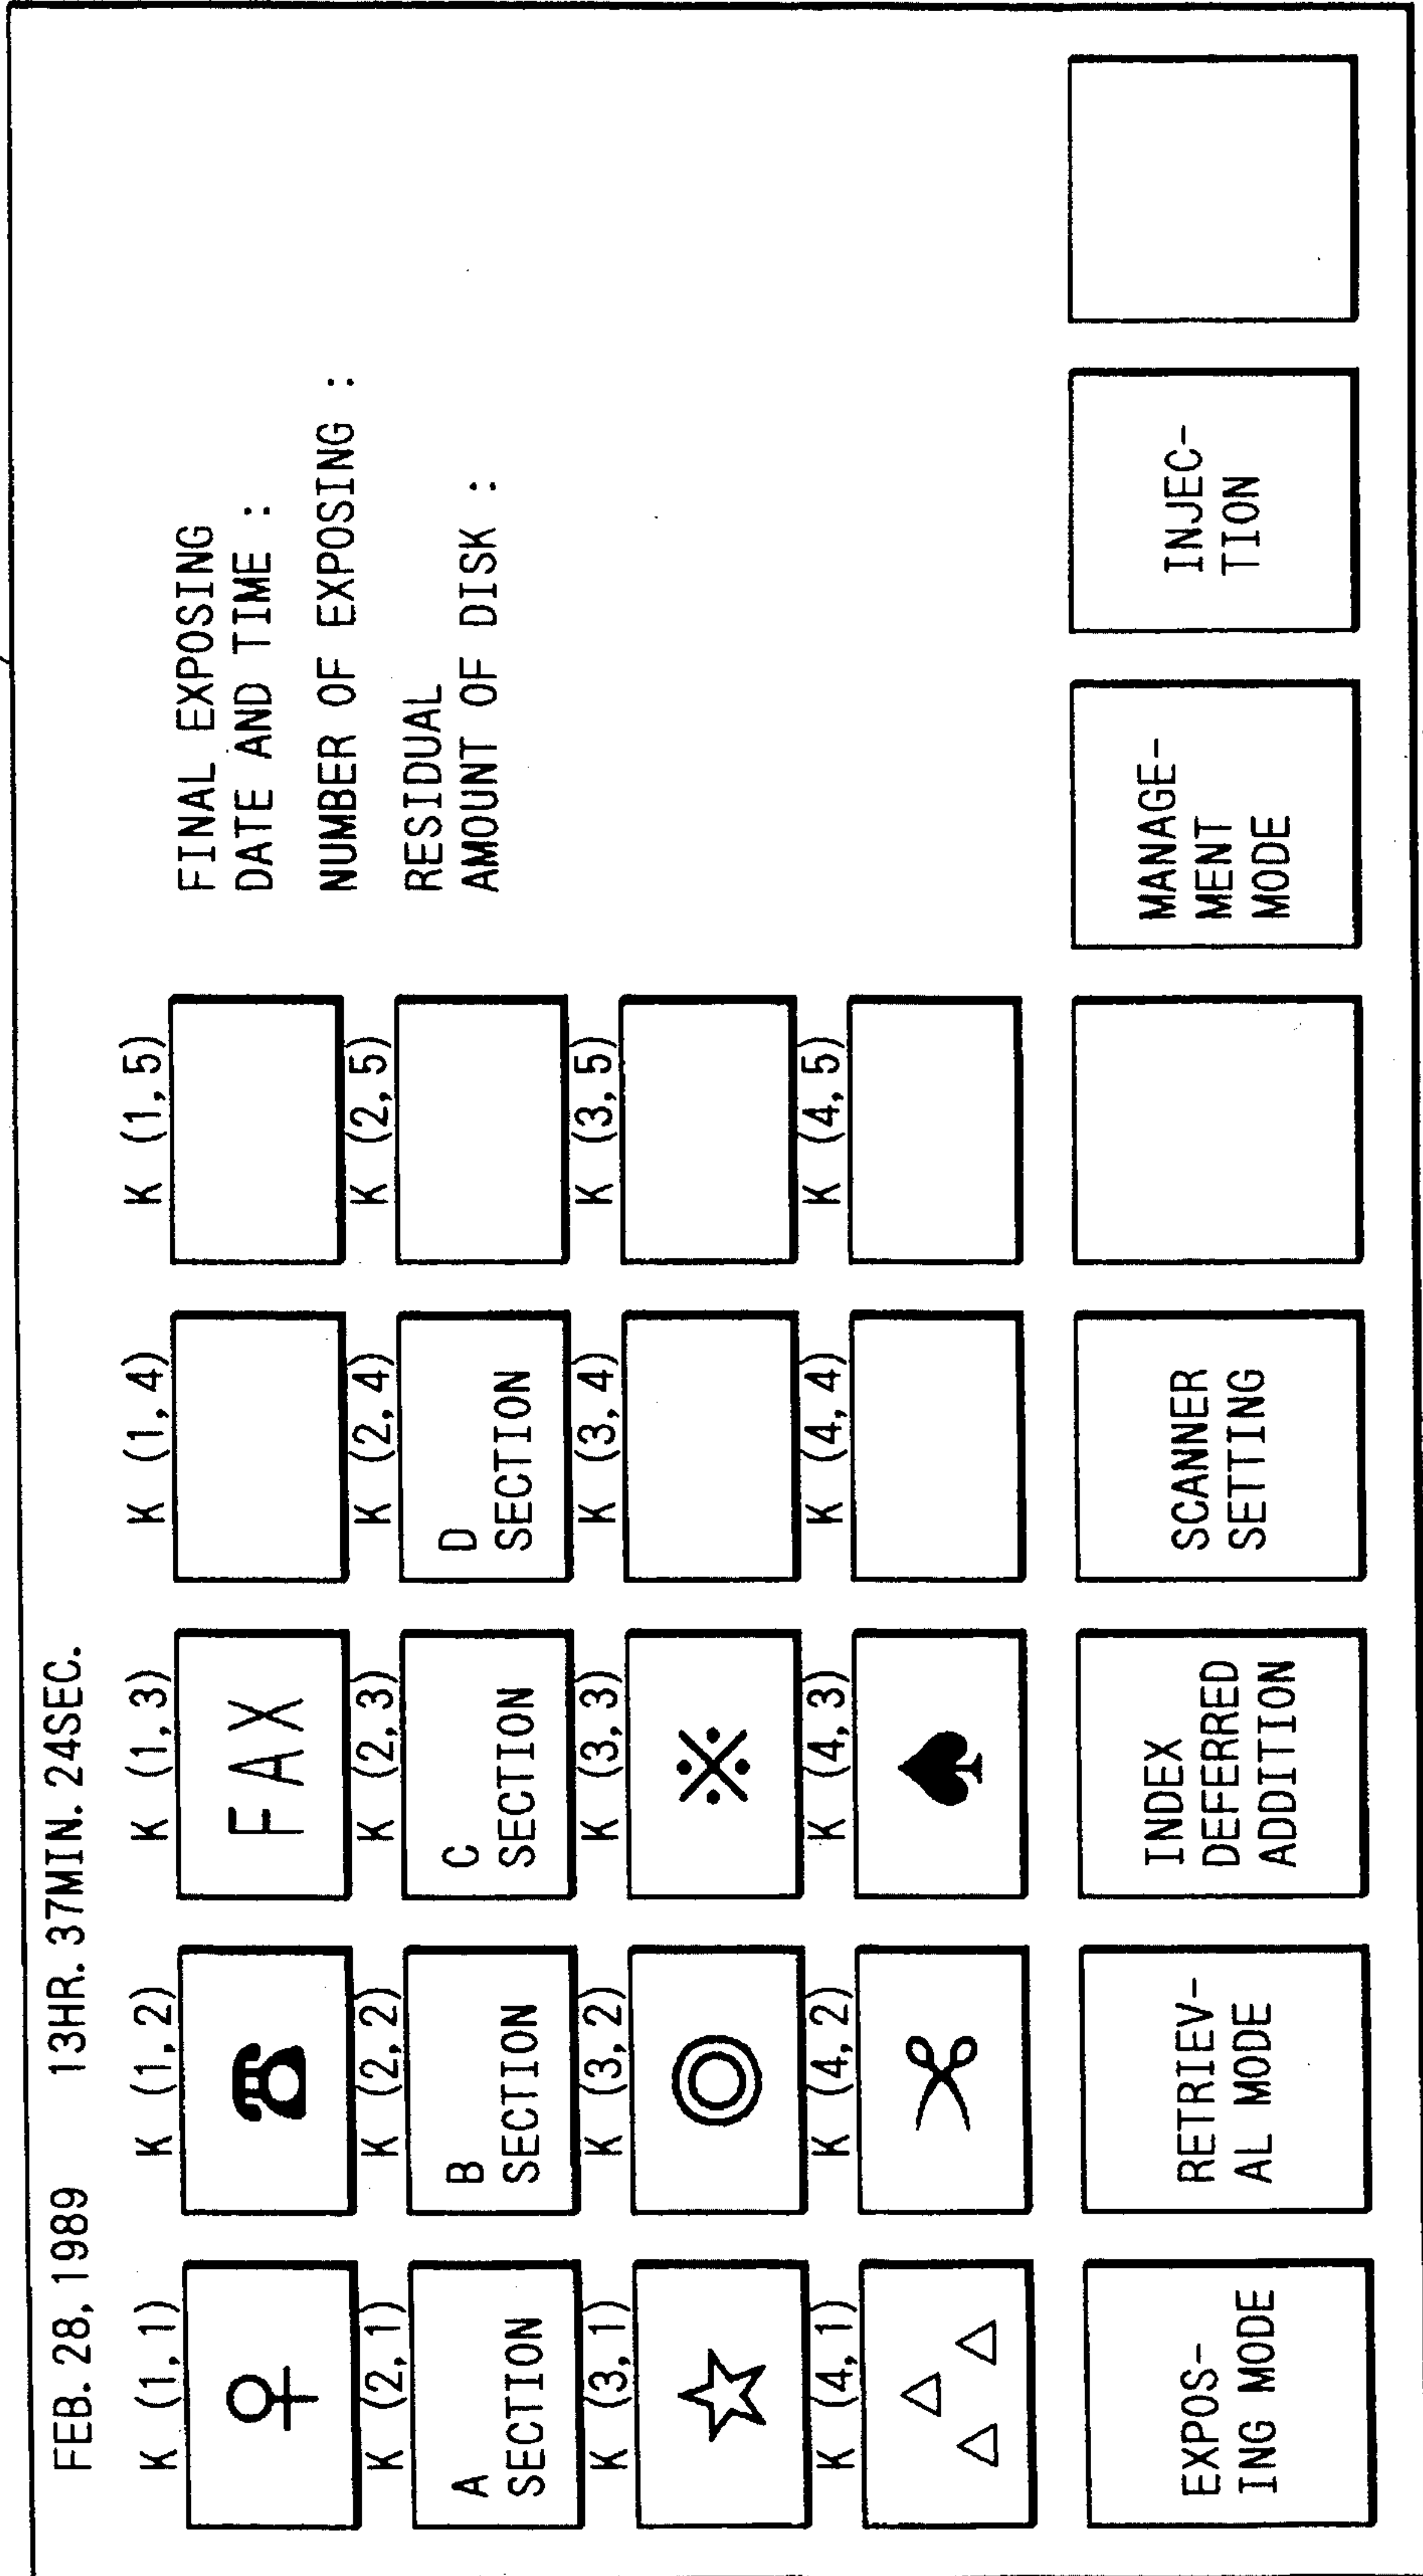 FEB. 28, 1989 13HR. 37MIN. 24SEC.
K (1, 1) K (1, 2) K (1, 3) K (1, 4) K (1, 5)
♀ ☎ FAX
FINAL EXPOSING
DATE AND TIME :
NUMBER OF EXPOSING :
RESIDUAL
AMOUNT OF DISK :
K (2, 1) K (2, 2) K (2, 3) K (2, 4) K (2, 5)
A
SECTION
B
SECTION
C
SECTION
D
SECTION
K (3, 1) K (3, 2) K (3, 3) K (3, 4) K (3, 5)
☆ ◎ ※
K (4, 1) K (4, 2) K (4, 3) K (4, 4) K (4, 5)
EXPOS-
ING MODE
RETRIEV-
AL MODE
INDEX
DEFERRED
ADDITION
SCANNER
SETTING
MANAGE-
MENT
MODE
INJEC-
TION